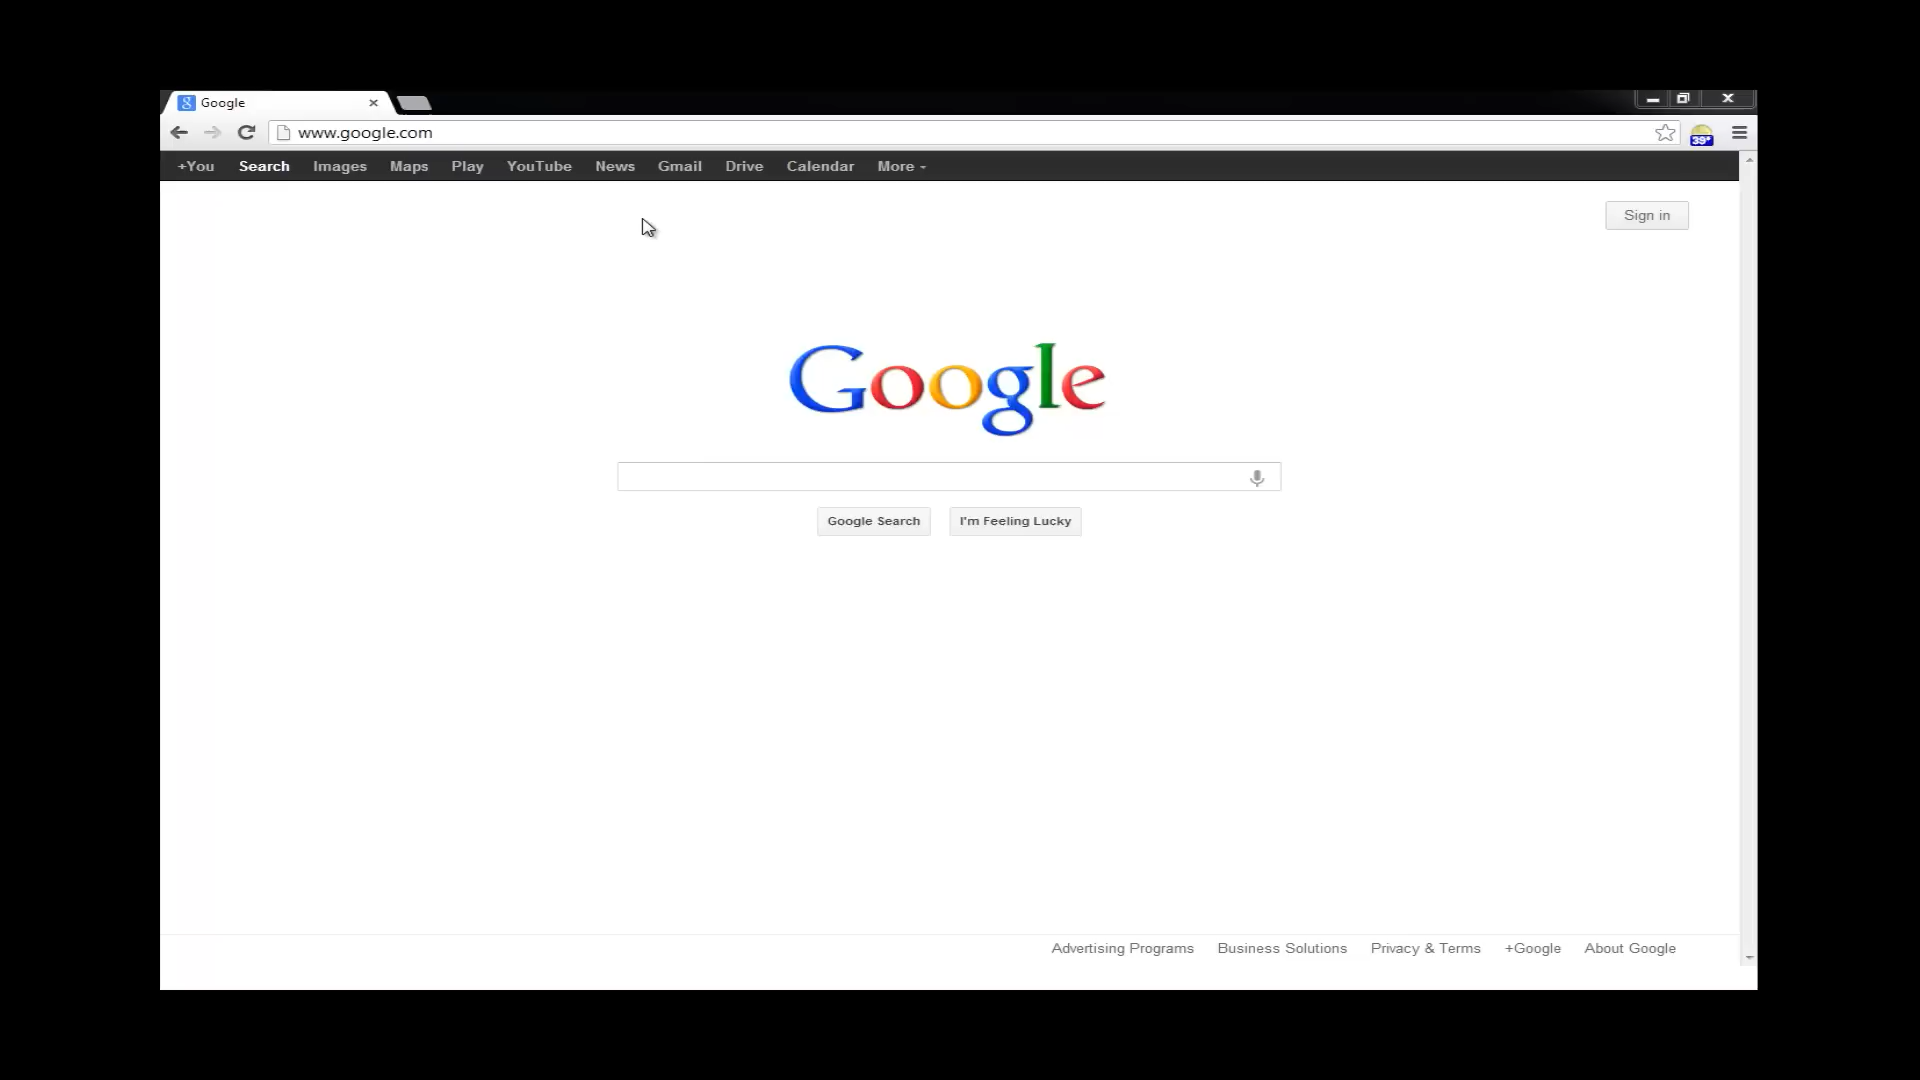 Google
www.google.com
39°
+You Search Images Maps Play YouTube News Gmail Drive Calendar More
Sign in
Google
Google Search I'm Feeling Lucky
Advertising Programs Business Solutions Privacy & Terms +Google About Google